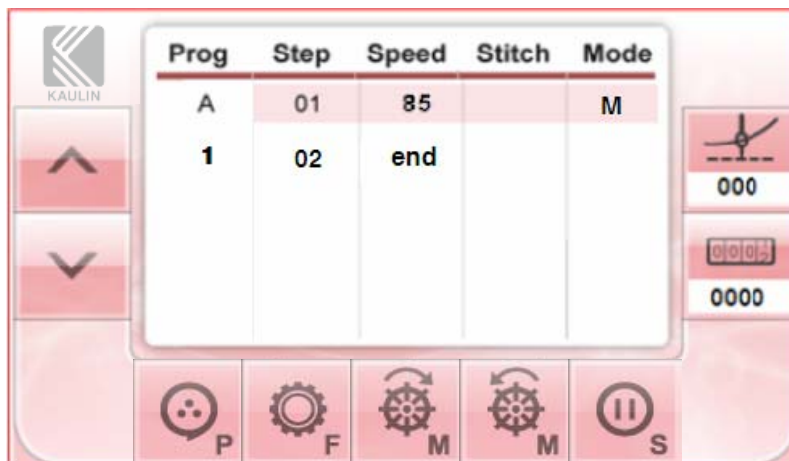 KAULIN
Prog Step Speed Stitch Mode
A 01 85 M
1 02 end
000
0000
P F M M S